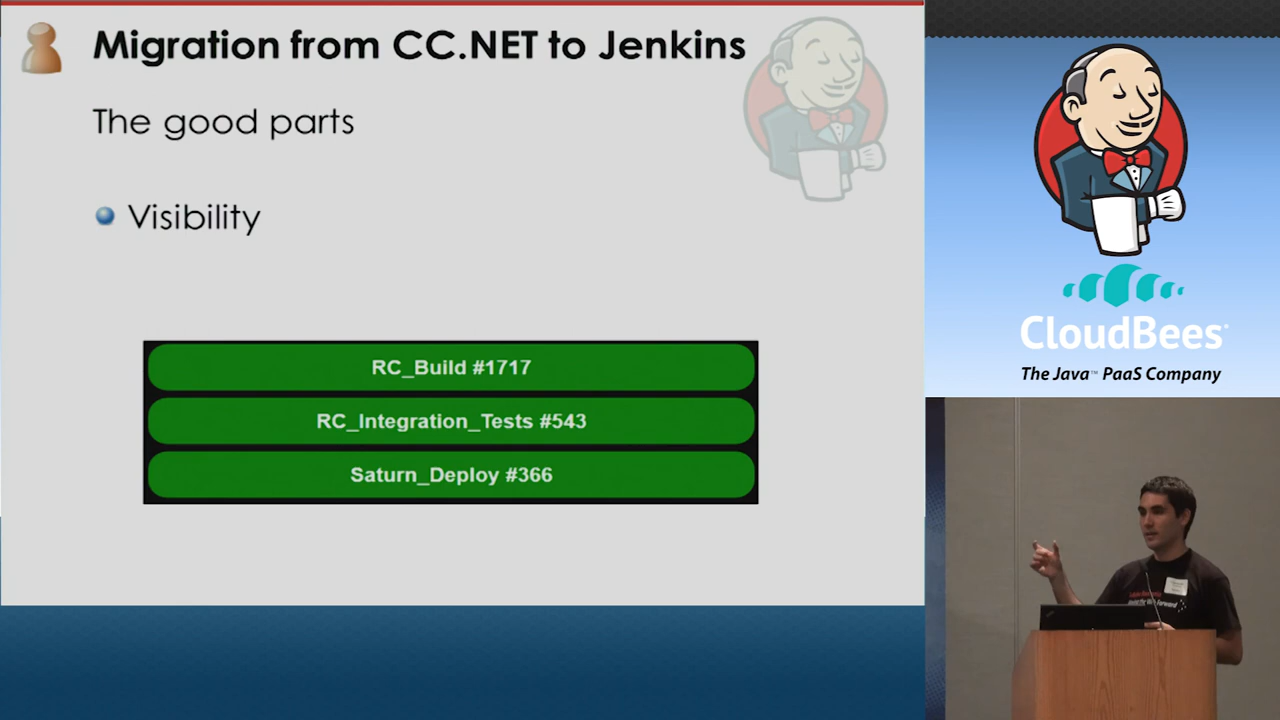 Migration from CC.NET to Jenkins
The good parts
Visibility
RC_Build #1717
RC_Integration_Tests #543
Saturn_Deploy #366
CloudBees®
The Java™ PaaS Company
Forward